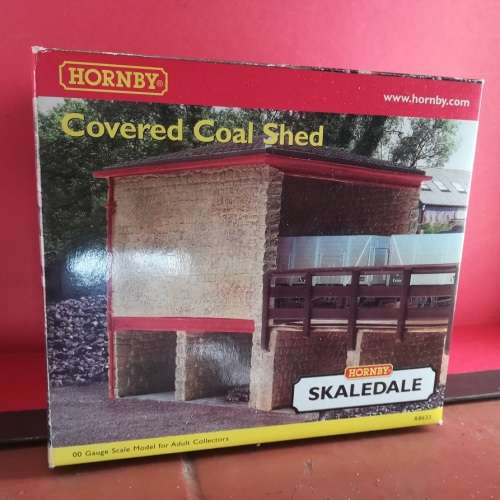 HORNBY®
www.hornby.com
Covered Coal Shed
HORNBY
SKALEDALE
00 Gauge Scale Model for Adult Collectors